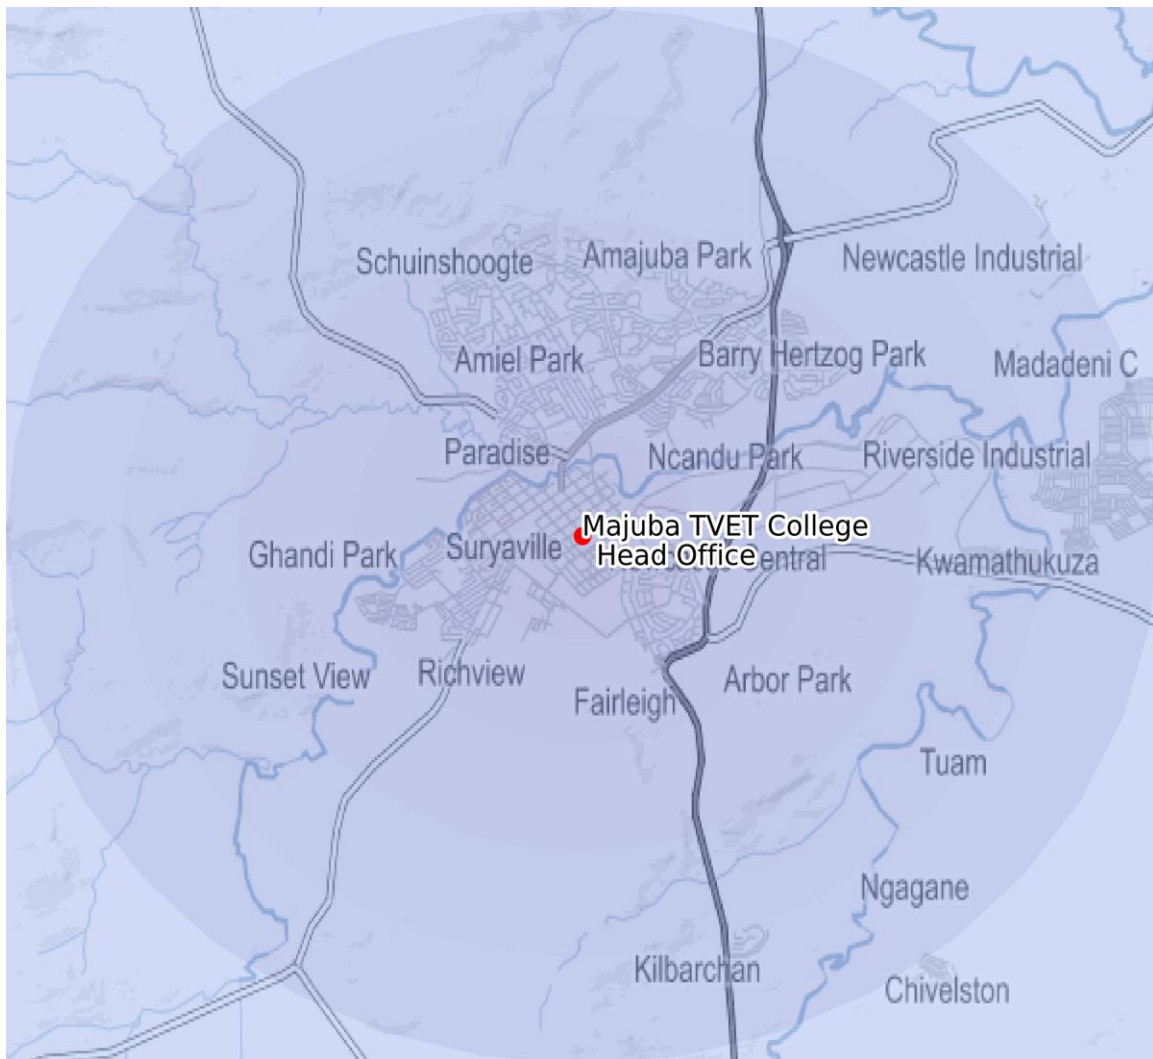 Schuinshoogte
Amajuba Park
Newcastle Industrial
Amiel Park
Barry Hertzog Park
Madadeni C
Paradise
Ncandu Park
Riverside Industrial
Majuba TVET College
Head Office
Ghandi Park
Suryaville
Kwamathukuza
Sunset View
Richview
Fairleigh
Arbor Park
Tuam
Ngagane
Kilbarchan
Chivelston